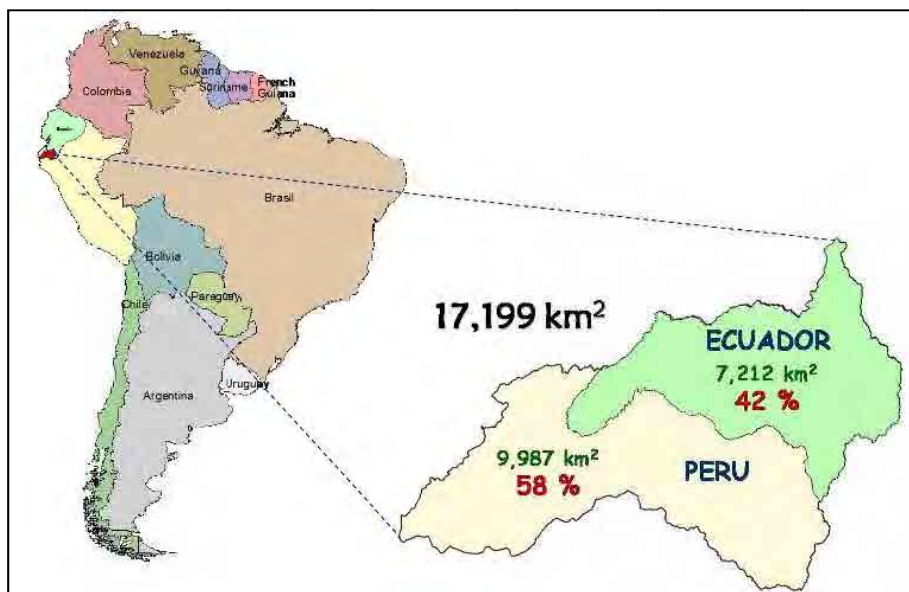 Venezuela
Guyana
Suriname
French
Guiana
Colombia
Brasil
Bolivia
Paraguay
Chile
Argentina
Uruguay
17,199 km²
ECUADOR
7,212 km²
42 %
9,987 km²
58 %
PERU